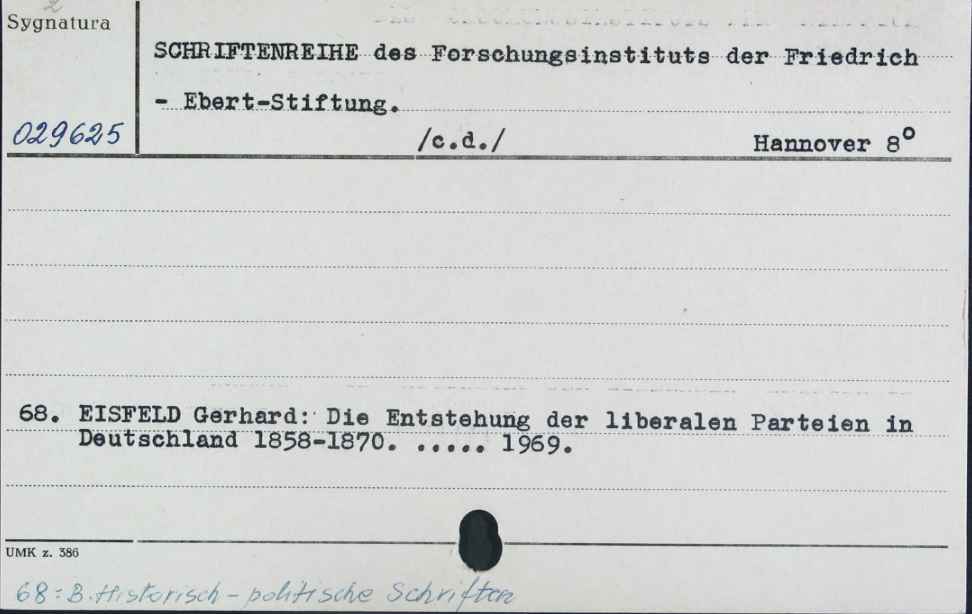 Sygnatura
SCHRIFTENREIHE des Forschungsinstituts der Friedrich
- Ebert-Stiftung.
029625
/c.d./ Hannover 8°
68. EISFELD Gerhard: Die Entstehung der liberalen Parteien in
Deutschland 1858-1870. ..... 1969.
UMK z. 386
68: B. Historisch - politische Schriften